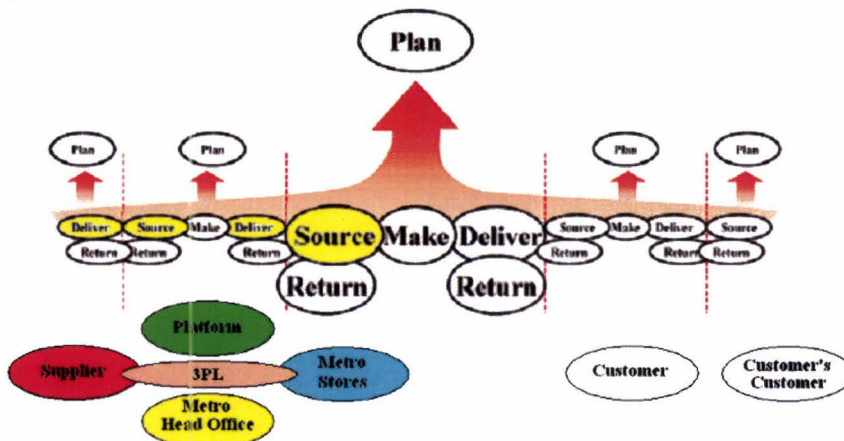 Plan
Plan
Plan
Plan
Plan
Deliver
Source
Make
Deliver
Source
Make
Deliver
Source
Make
Deliver
Source
Return
Return
Return
Return
Return
Return
Return
Return
Platform
Supplier
3PL
Metro
Stores
Metro
Head Office
Customer
Customer's
Customer